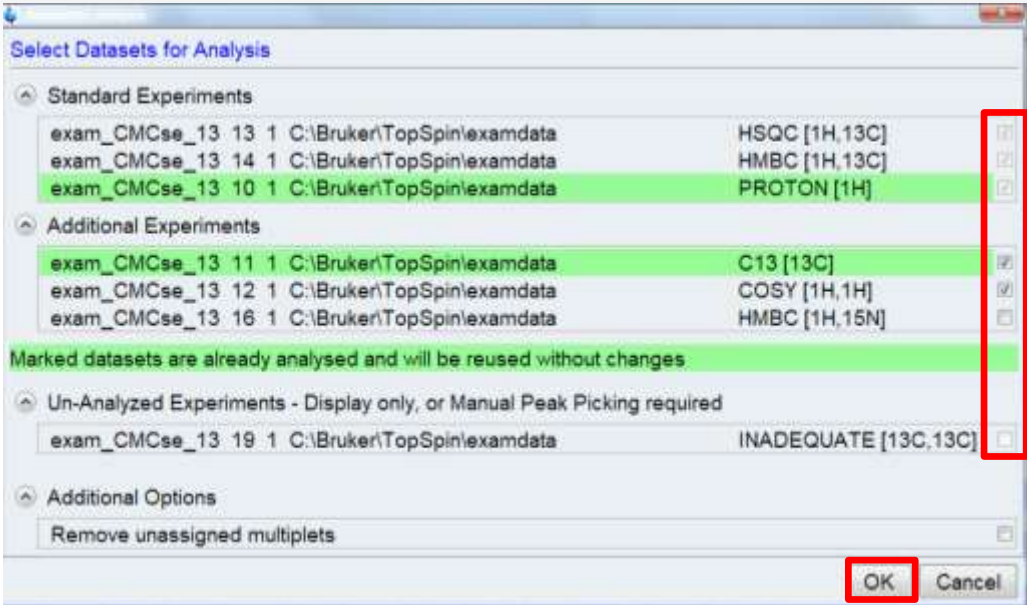 Select Datasets for Analysis
Standard Experiments
exam_CMCse_13 13 1 C:\Bruker\TopSpin\examdata HSQC [1H,13C]
exam_CMCse_13 14 1 C:\Bruker\TopSpin\examdata HMBC [1H,13C]
exam_CMCse_13 10 1 C:\Bruker\TopSpin\examdata PROTON [1H]
Additional Experiments
exam_CMCse_13 11 1 C:\Bruker\TopSpin\examdata C13 [13C]
exam_CMCse_13 12 1 C:\Bruker\TopSpin\examdata COSY [1H,1H]
exam_CMCse_13 16 1 C:\Bruker\TopSpin\examdata HMBC [1H,15N]
Marked datasets are already analysed and will be reused without changes
Un-Analyzed Experiments - Display only, or Manual Peak Picking required
exam_CMCse_13 19 1 C:\Bruker\TopSpin\examdata INADEQUATE [13C,13C]
Additional Options
Remove unassigned multiplets
OK Cancel